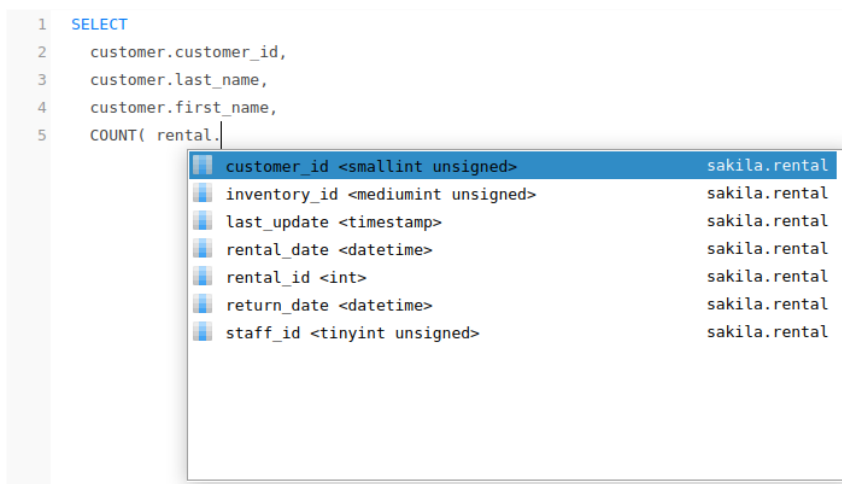 1 SELECT
2 customer.customer_id,
3 customer.last_name,
4 customer.first_name,
5 COUNT( rental.
customer_id <smallint unsigned> sakila.rental
inventory_id <mediumint unsigned> sakila.rental
last_update <timestamp> sakila.rental
rental_date <datetime> sakila.rental
rental_id <int> sakila.rental
return_date <datetime> sakila.rental
staff_id <tinyint unsigned> sakila.rental